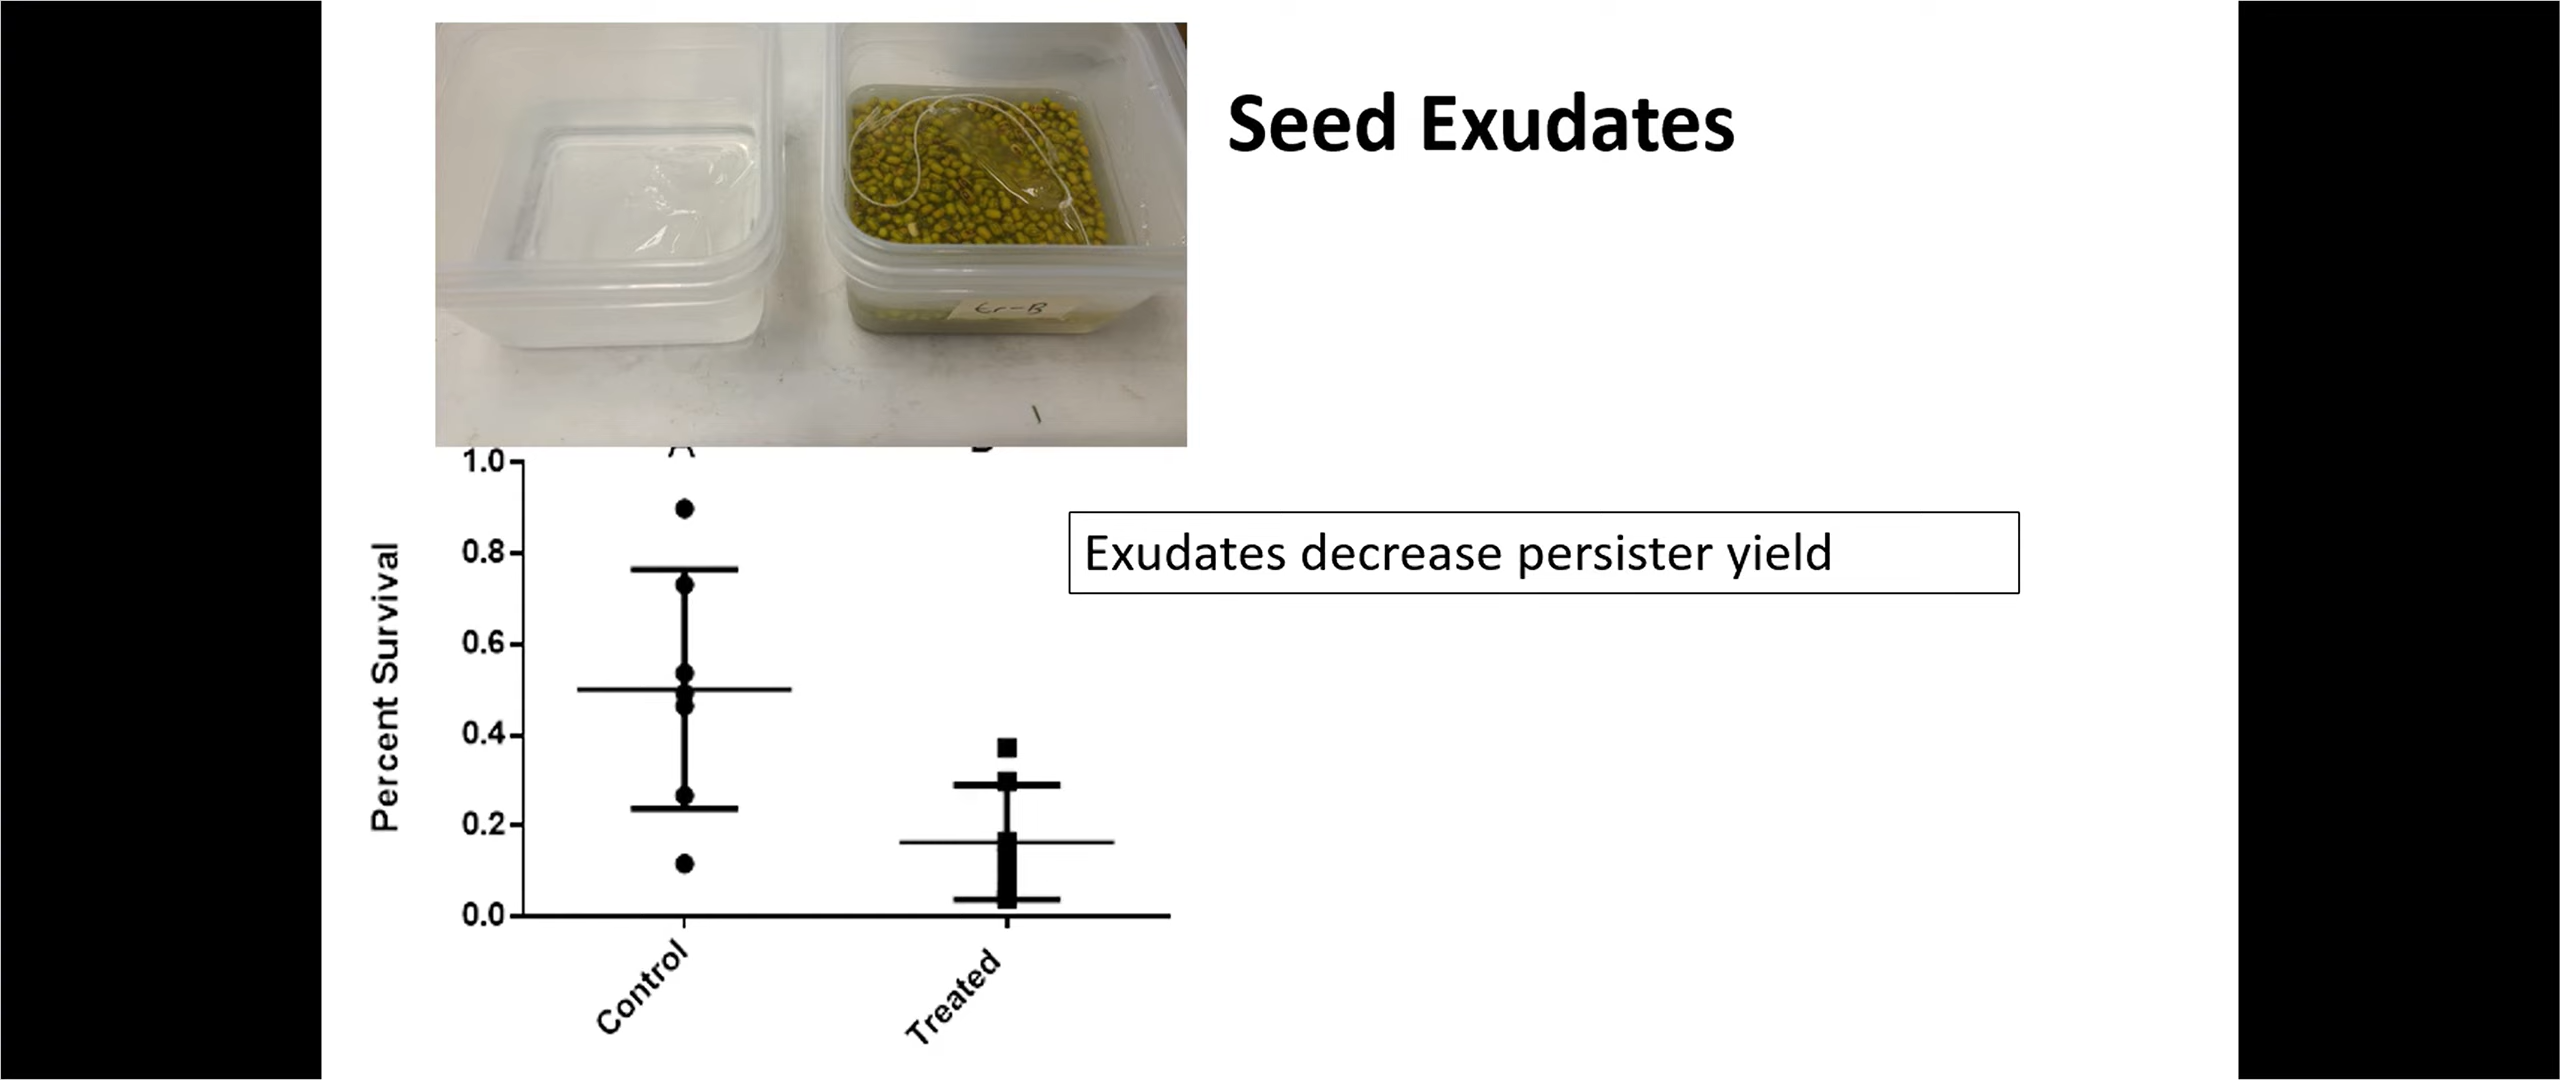 Seed Exudates
Er-B
A
1.0
0.8
0.6
0.4
0.2
0.0
Percent Survival
Control
Treated
Exudates decrease persister yield